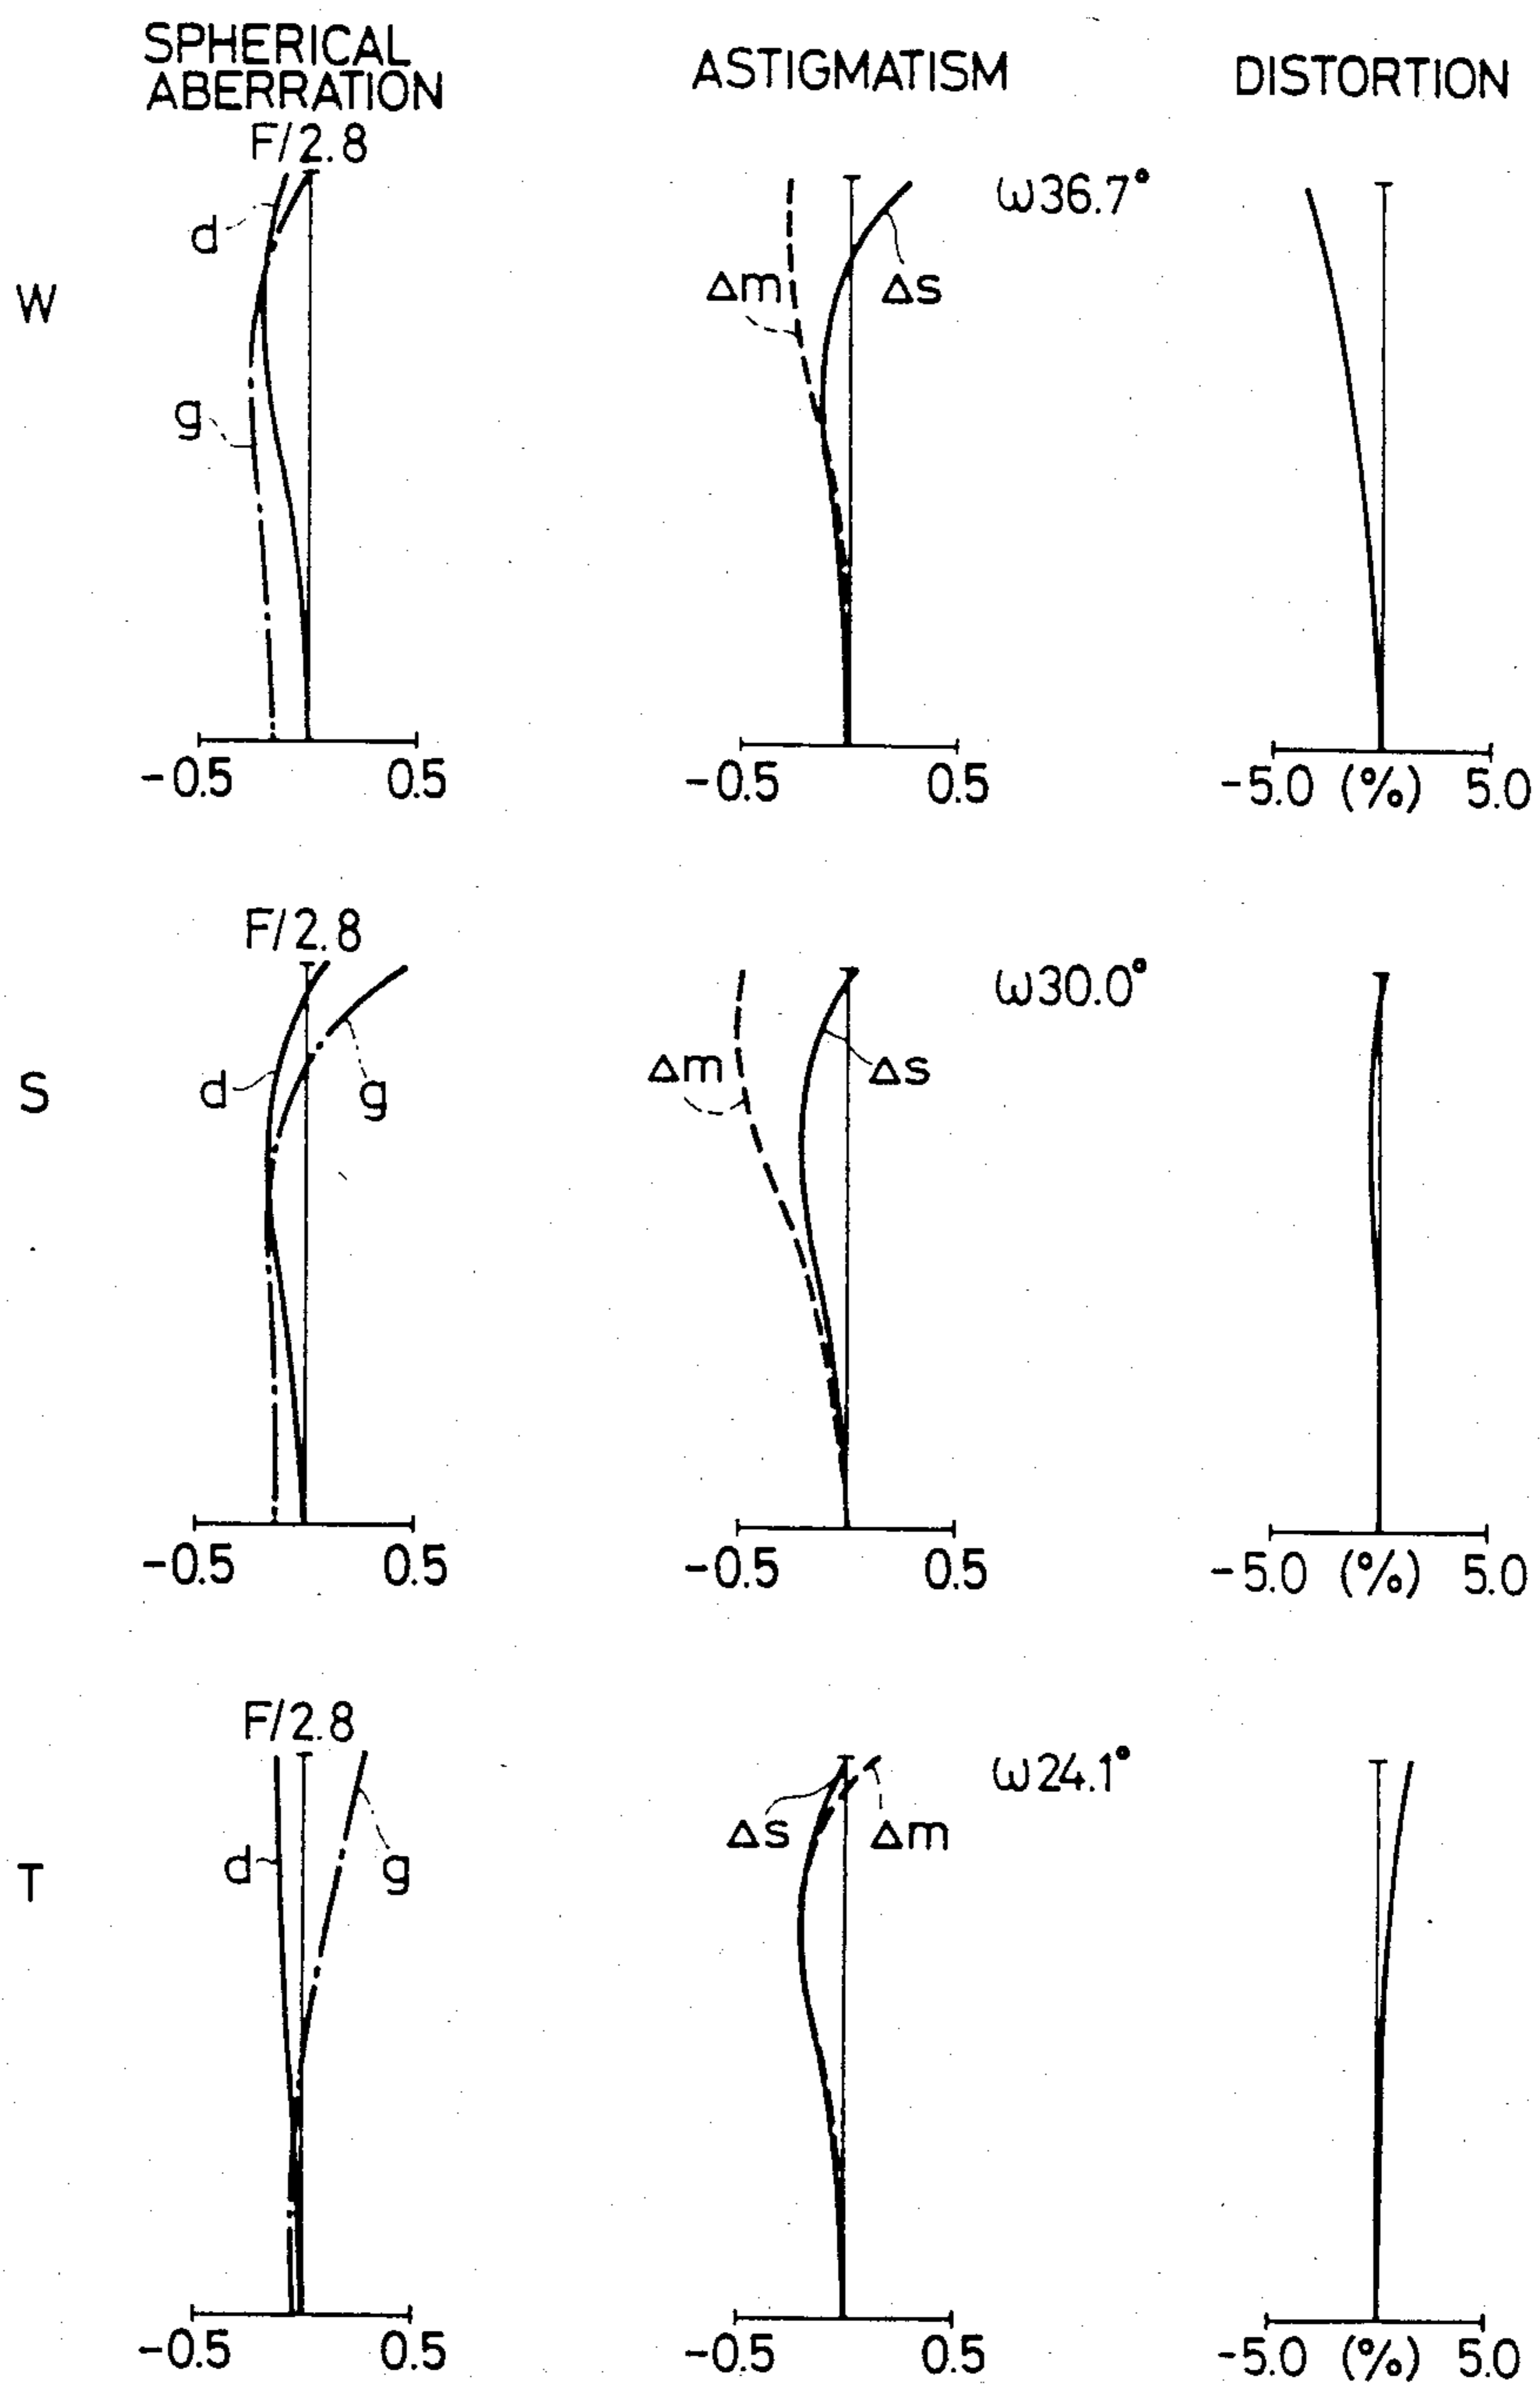 SPHERICAL
ABERRATION
ASTIGMATISM
DISTORTION
W
F/2.8
d
g
-0.5 0.5
Δm
Δs
ω36.7°
-0.5 0.5
-5.0 (%) 5.0
S
F/2.8
d
g
-0.5 0.5
Δm
Δs
ω30.0°
-0.5 0.5
-5.0 (%) 5.0
T
F/2.8
d
g
-0.5 0.5
Δs
Δm
ω24.1°
-0.5 0.5
-5.0 (%) 5.0